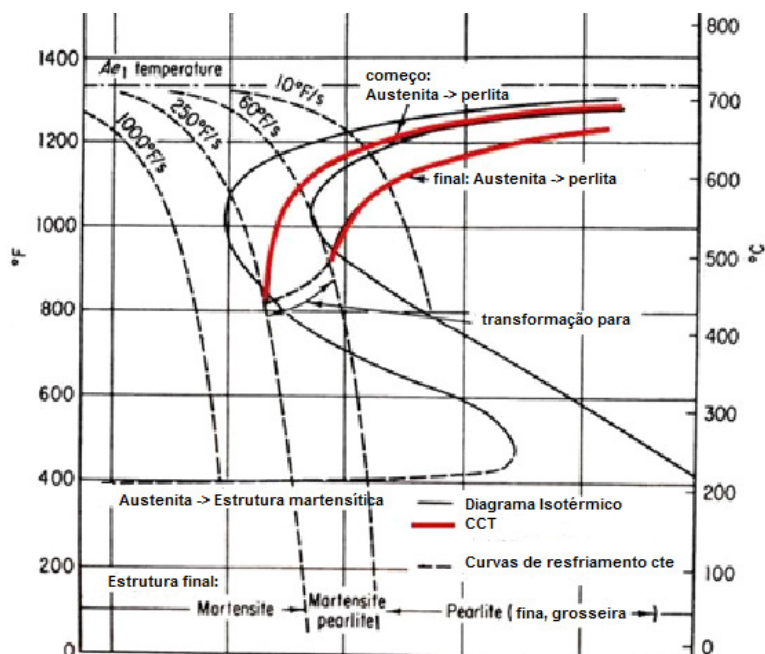 1400
1200
1000
°F
800
600
400
200
0
800
700
600
500
°C
400
300
200
100
0
Ae₁ temperature
1000°F/s
250°F/s
60°F/s
10°F/s
começo:
Austenita -> perlita
final: Austenita -> perlita
transformação para
Austenita -> Estrutura martensítica
Diagrama Isotérmico
CCT
Curvas de resfriamento cte
Estrutura final:
Martensite
Martensite
pearlite
Pearlite ( fina, grosseira